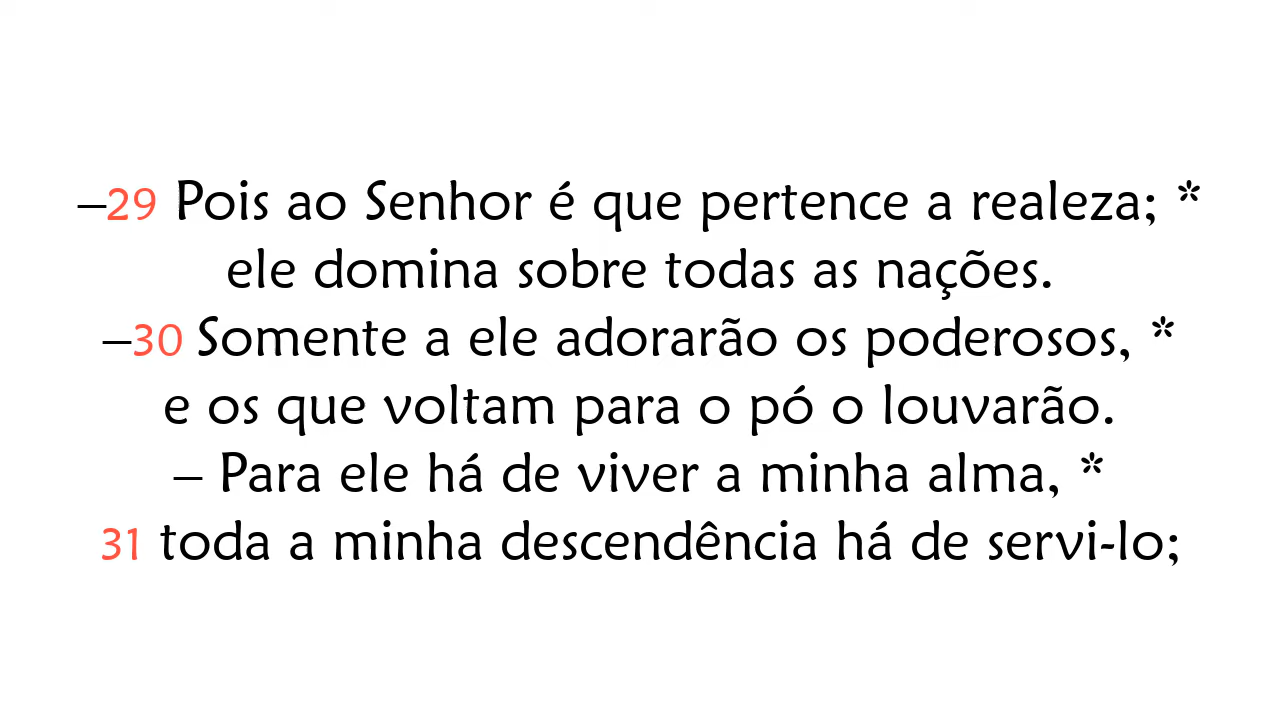 –29 Pois ao Senhor é que pertence a realeza; *
ele domina sobre todas as nações.
–30 Somente a ele adorarão os poderosos, *
e os que voltam para o pó o louvarão.
– Para ele há de viver a minha alma, *
31 toda a minha descendência há de servi-lo;